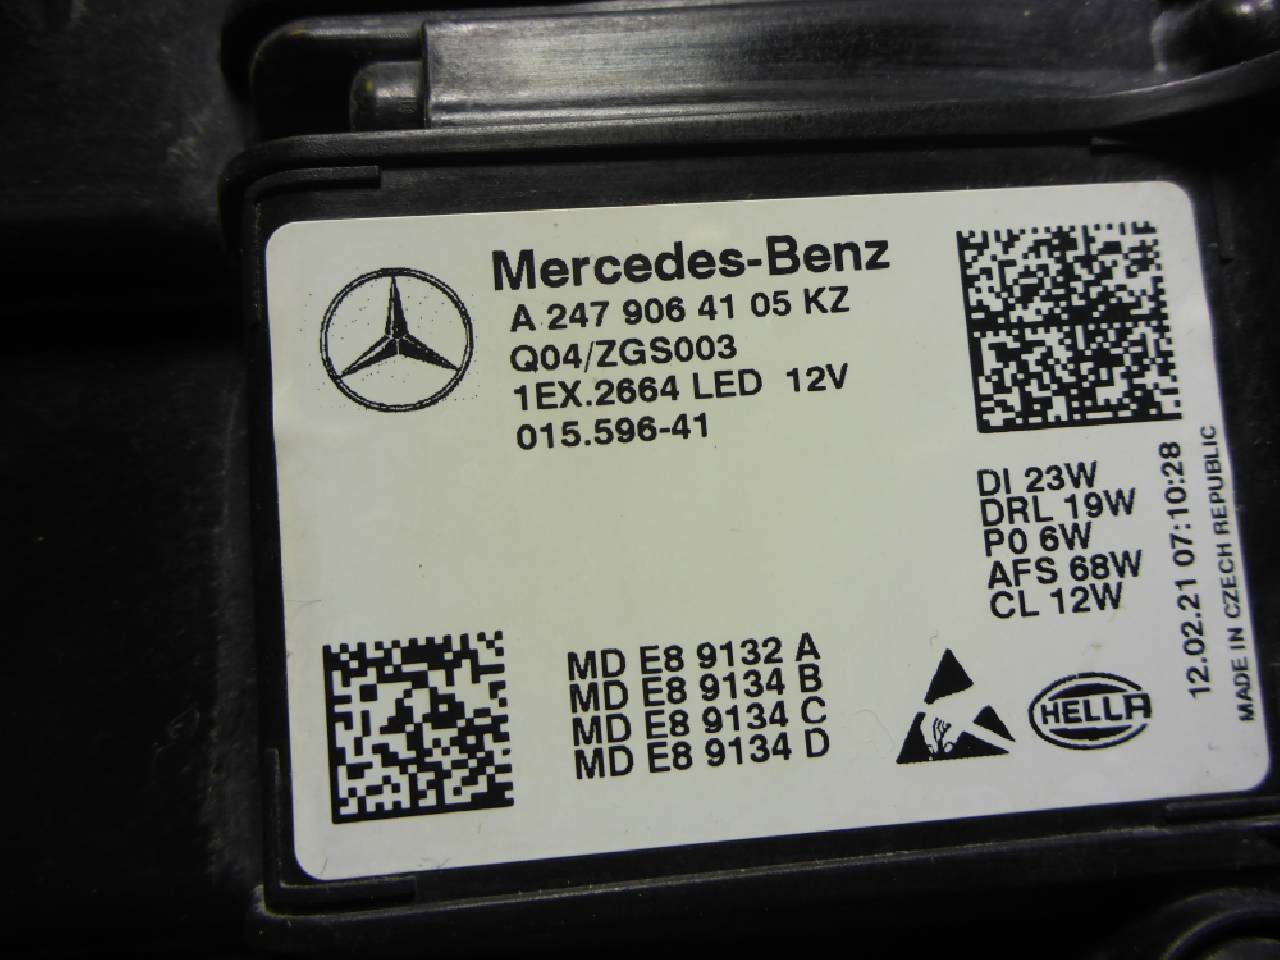 Mercedes-Benz
A 247 906 41 05 KZ
Q04/ZGS003
1EX.2664 LED 12V
015.596-41
DI 23W
DRL 19W
PO 6W
AFS 68W
CL 12W
12.02.21 07:10:28
MADE IN CZECH REPUBLIC
MD E8 9132 A
MD E8 9134 B
MD E8 9134 C
MD E8 9134 D
HELLA